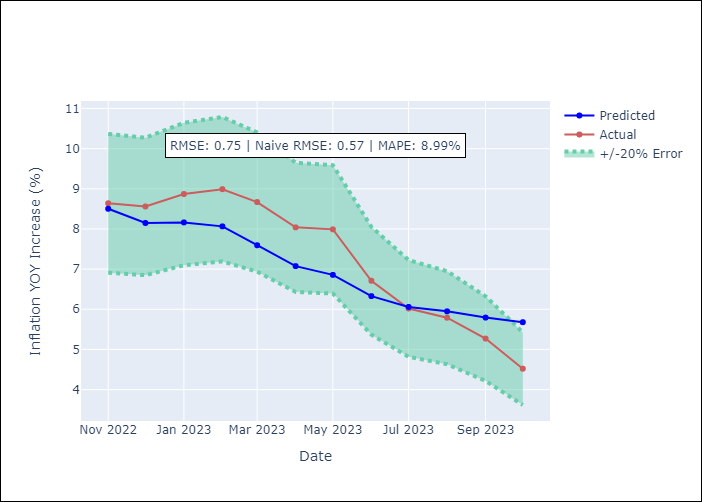 RMSE: 0.75 | Naive RMSE: 0.57 | MAPE: 8.99%
Predicted
Actual
+/-20% Error
Inflation YOY Increase (%)
11
10
9
8
7
6
5
4
Nov 2022
Jan 2023
Mar 2023
May 2023
Jul 2023
Sep 2023
Date